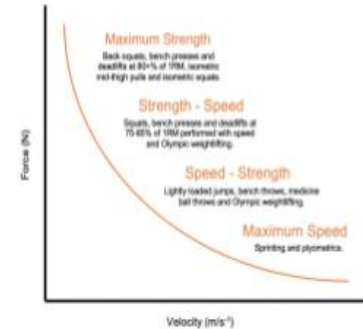 Maximum Strength
Back squats, bench presses and
deadlifts at 80+% of 1RM, isometric
mid-thigh pulls and isometric squats.
Strength - Speed
Squats, bench presses and deadlifts at
75-85% of 1RM performed with speed
and Olympic weightlifting.
Speed - Strength
Lightly loaded jumps, bench throws, medicine
ball throws and Olympic weightlifting.
Maximum Speed
Sprinting and plyometrics.
Force (N)
Velocity (m/s⁻¹)